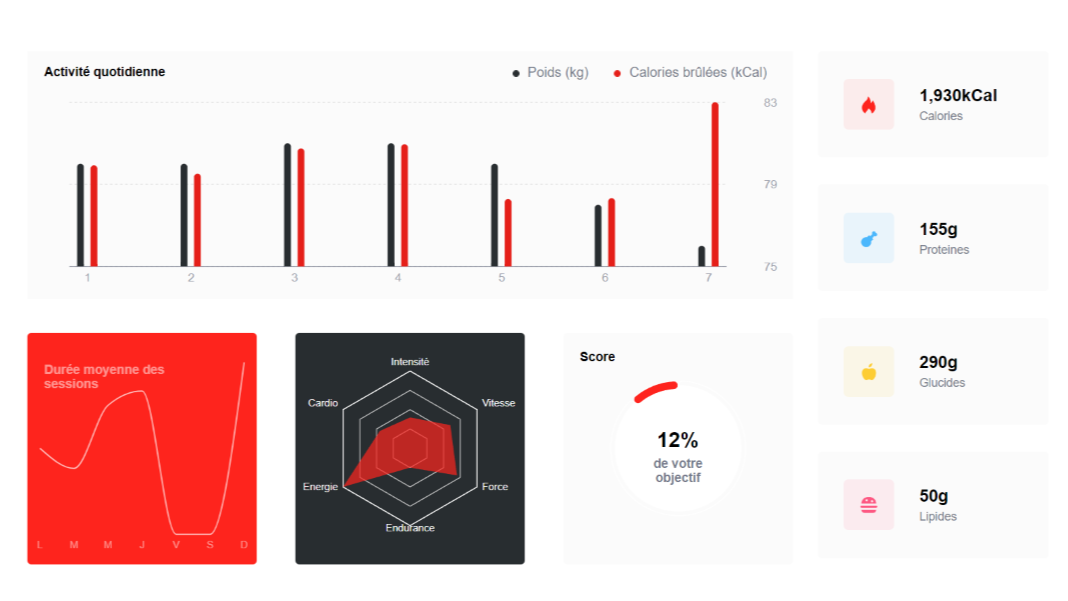 Activité quotidienne
Poids (kg) Calories brûlées (kCal)
83
79
75
1 2 3 4 5 6 7
1,930kCal
Calories
155g
Proteines
290g
Glucides
50g
Lipides
Durée moyenne des
sessions
L M M J V S D
Intensité
Cardio Vitesse
Energie Force
Endurance
Score
12%
de votre
objectif